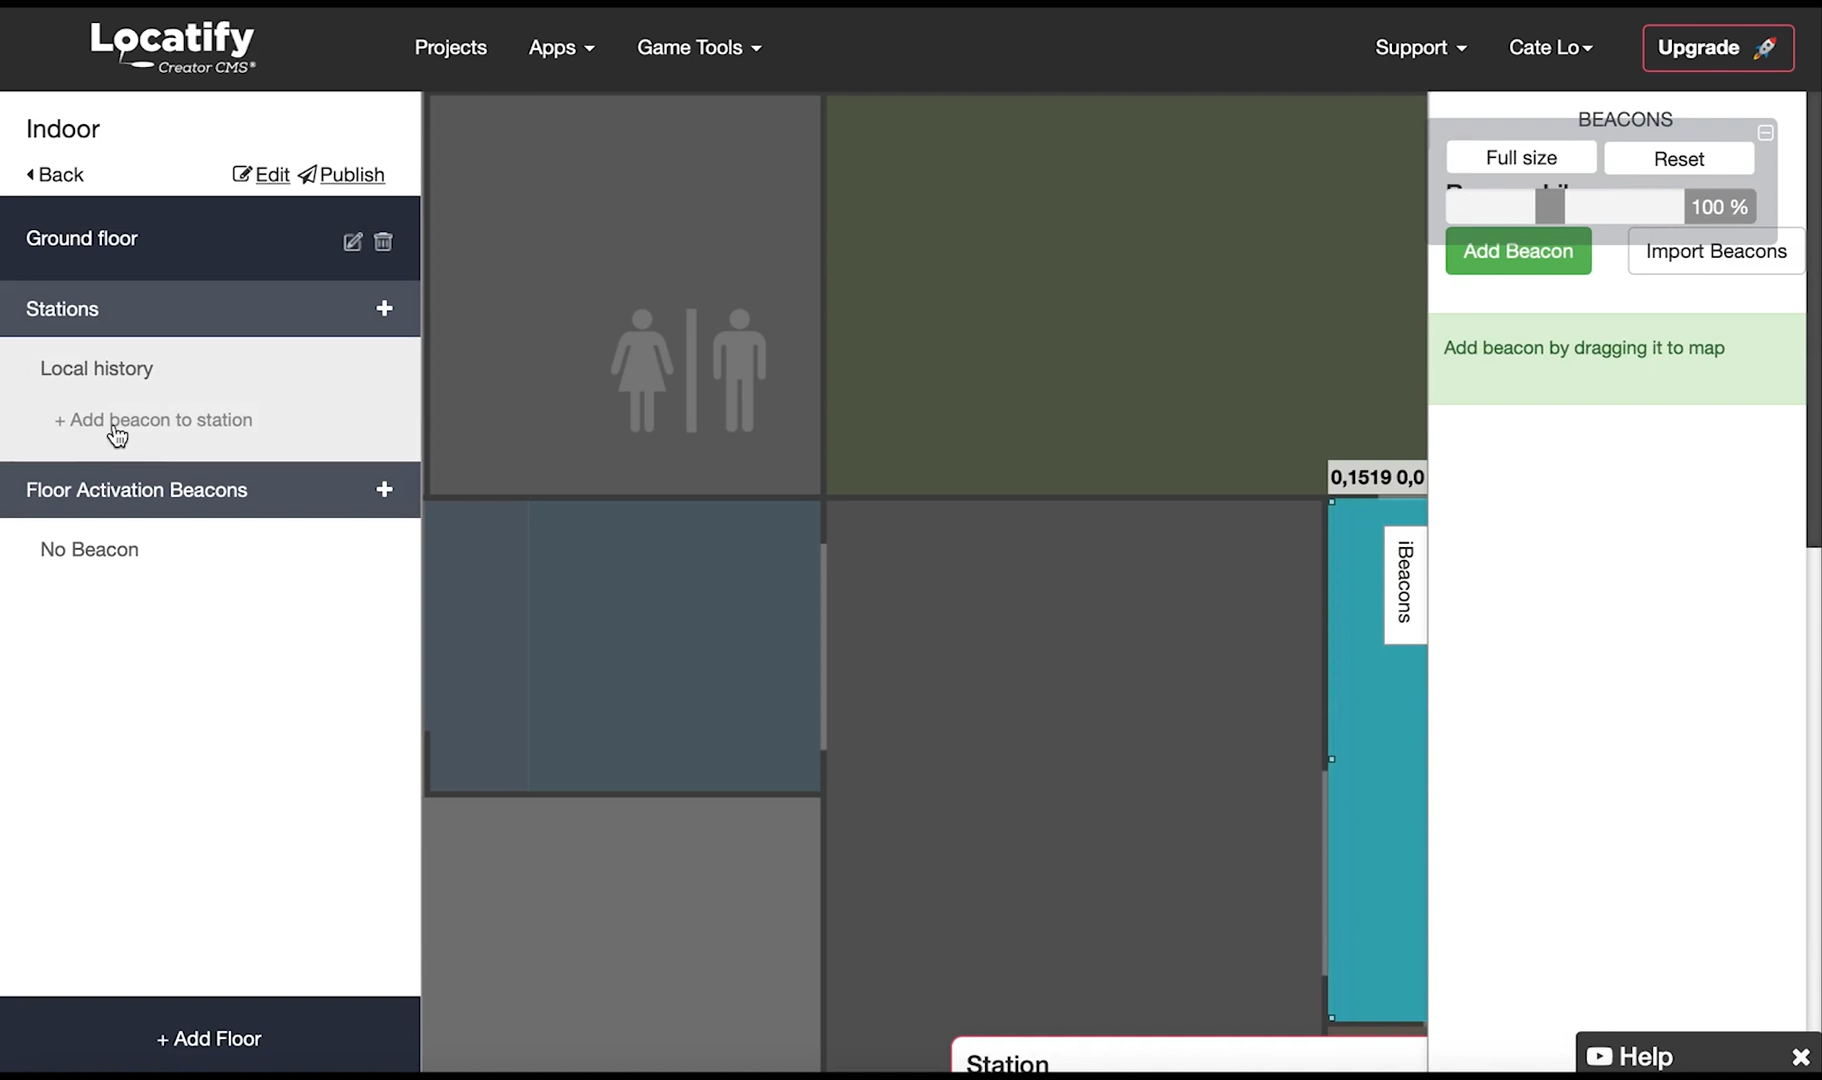 Locatify
Creator CMS®
Projects
Apps
Game Tools
Support
Cate Lo
Upgrade
Indoor
Back
Edit
Publish
Ground floor
Stations
Local history
+ Add beacon to station
Floor Activation Beacons
No Beacon
+ Add Floor
0,1519 0,0
iBeacons
Station
BEACONS
Full size
Reset
100 %
Add Beacon
Import Beacons
Add beacon by dragging it to map
Help